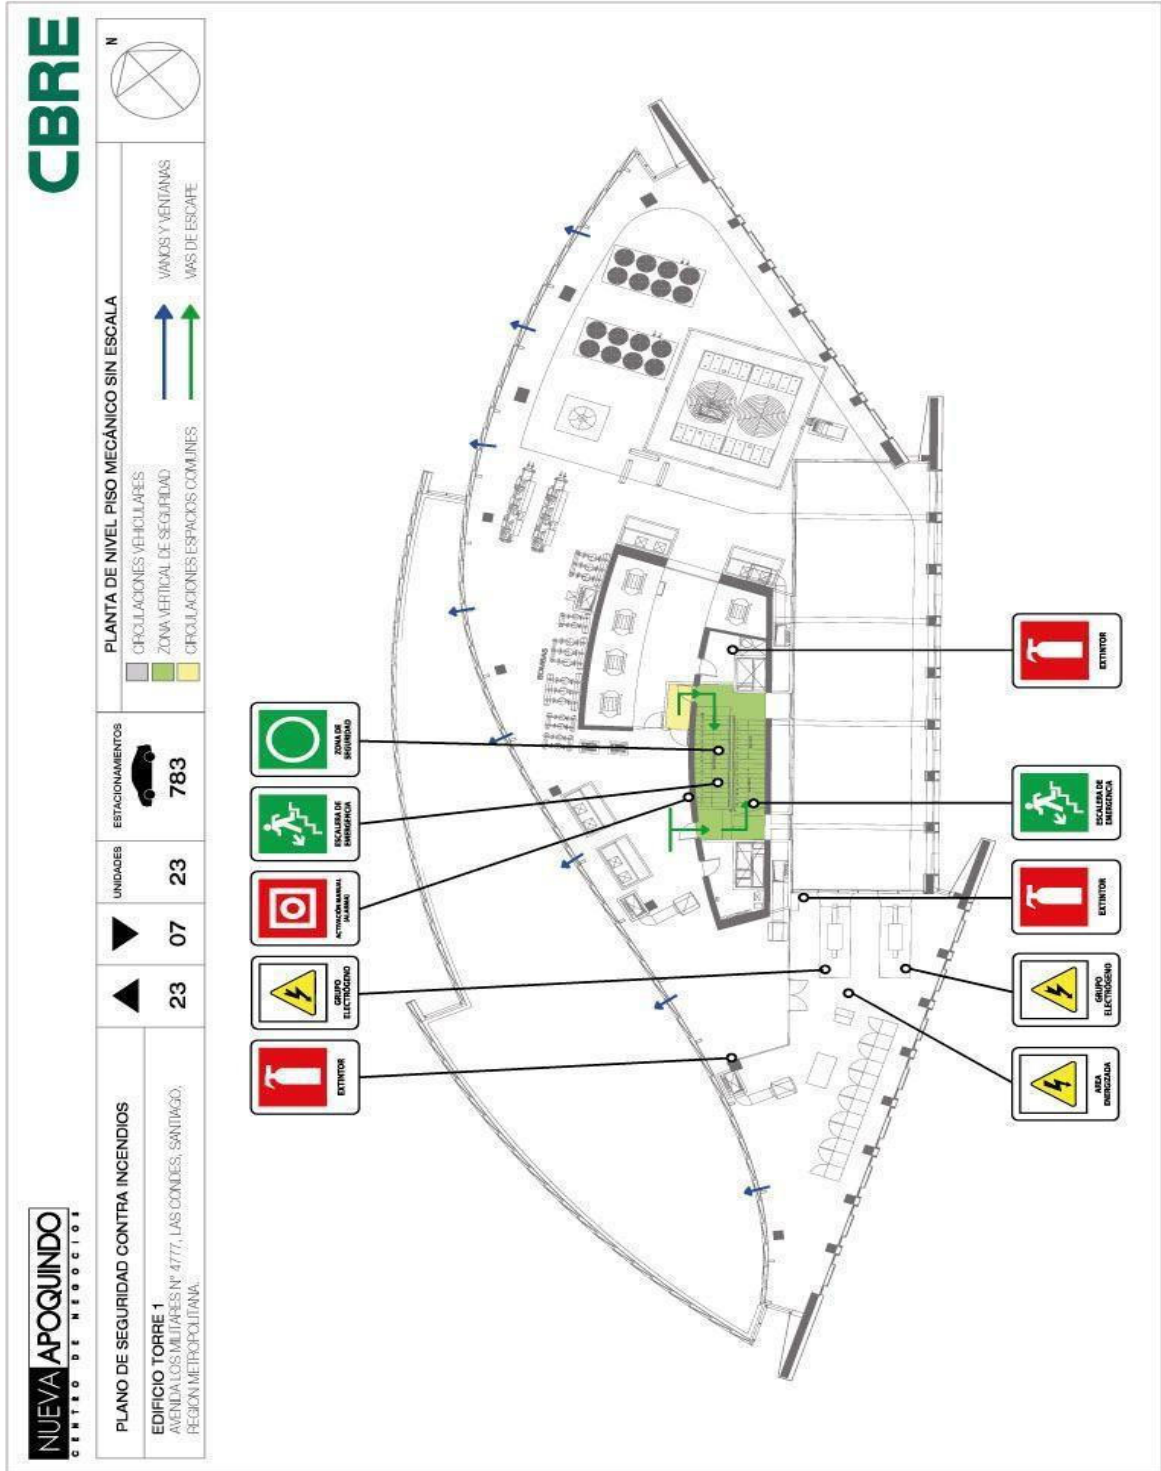 NUEVA APOQUINDO
CENTRO DE NEGOCIOS
CBRE
PLANO DE SEGURIDAD CONTRA INCENDIOS
EDIFICIO TORRE 1
AVENIDA LOS MILITARES N° 4777, LAS CONDES, SANTIAGO,
REGION METROPOLITANA.
23
07
UNIDADES
23
ESTACIONAMIENTOS
783
PLANTA DE NIVEL PISO MECÁNICO SIN ESCALA
CIRCULACIONES VEHICULARES
ZONA VERTICAL DE SEGURIDAD
CIRCULACIONES ESPACIOS COMUNES
VANOS Y VENTANAS
VIAS DE ESCAPE
N
EXTINTOR
GRUPO
ELECTRÓGENO
ACTIVACIÓN MANUAL
(ALARMA)
ESCALERA DE
EMERGENCIA
ZONA DE
SEGURIDAD
BOMBAS
AREA
ENERGIZADA
GRUPO
ELECTRÓGENO
EXTINTOR
ESCALERA DE
EMERGENCIA
EXTINTOR